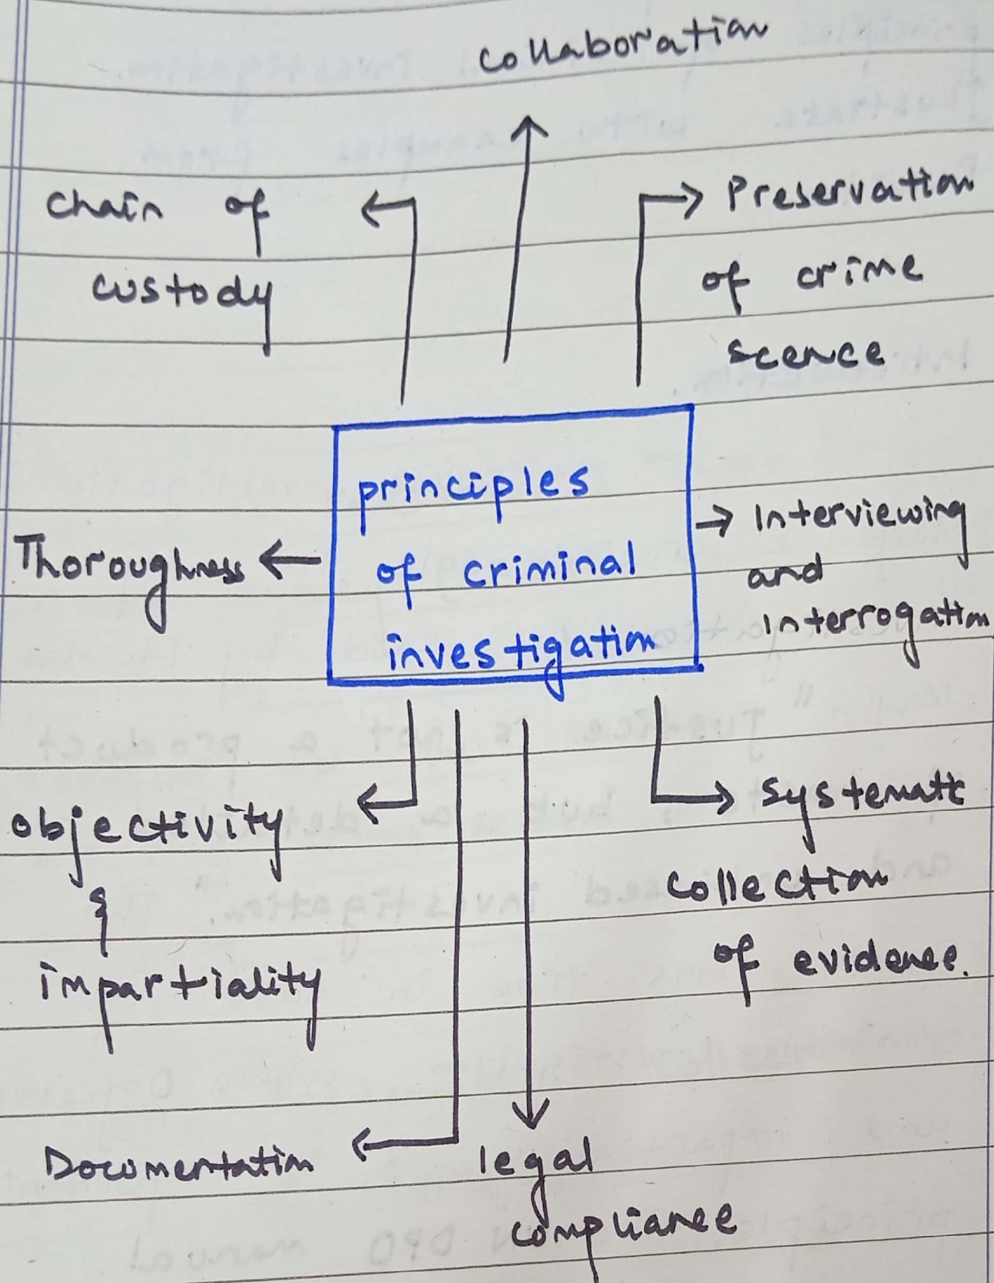 collaboration
chain of
custody
Preservation
of crime
scence
principles
of criminal
investigation
Thoroughness
Interviewing
and
Interrogation
objectivity
&
impartiality
Systematic
collection
of evidence.
Documentation
legal
compliance